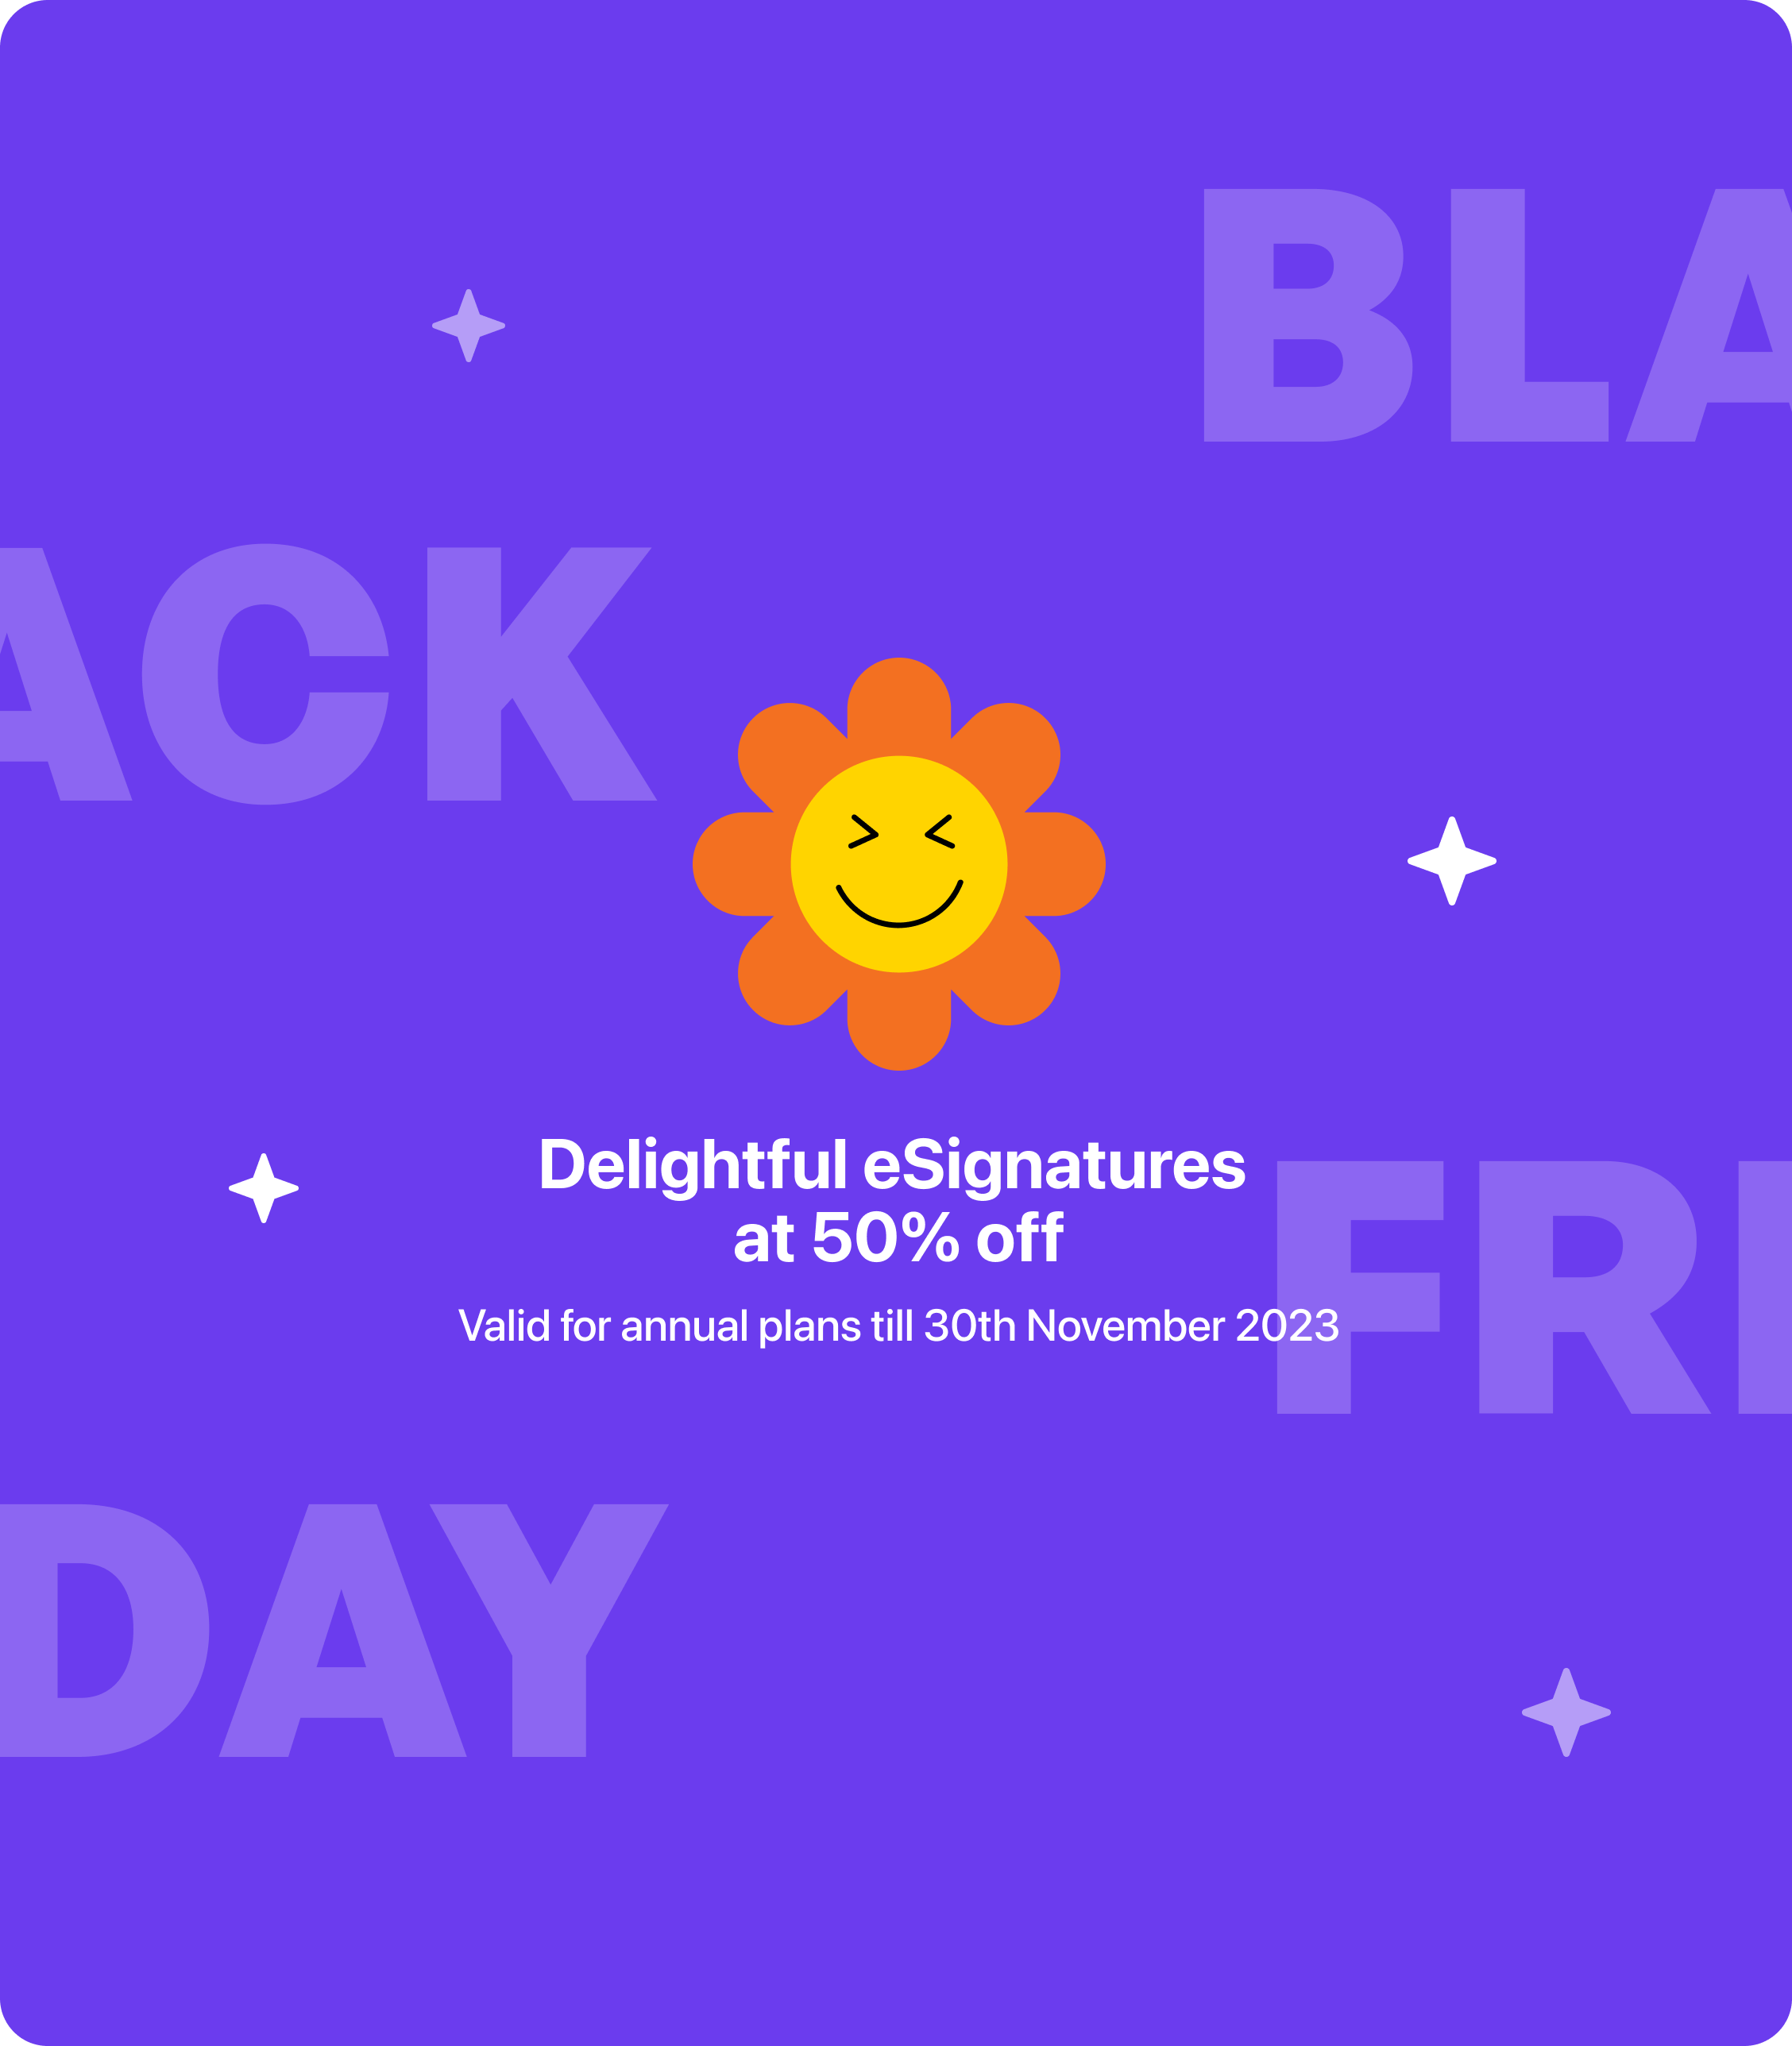 BLA
ACK
Delightful eSignatures
at 50% off
Valid for annual plans till 30th November 2023
FRI
DAY